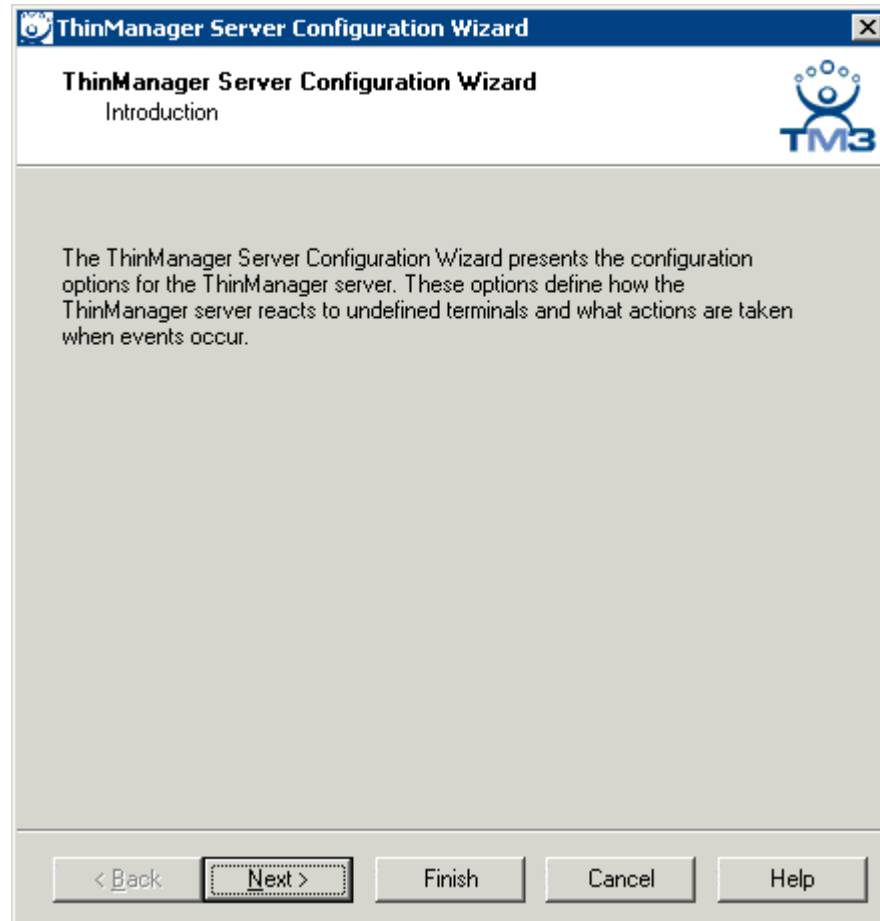 ThinManager Server Configuration Wizard
ThinManager Server Configuration Wizard
Introduction
TM3
The ThinManager Server Configuration Wizard presents the configuration
options for the ThinManager server. These options define how the
ThinManager server reacts to undefined terminals and what actions are taken
when events occur.
< Back Next > Finish Cancel Help